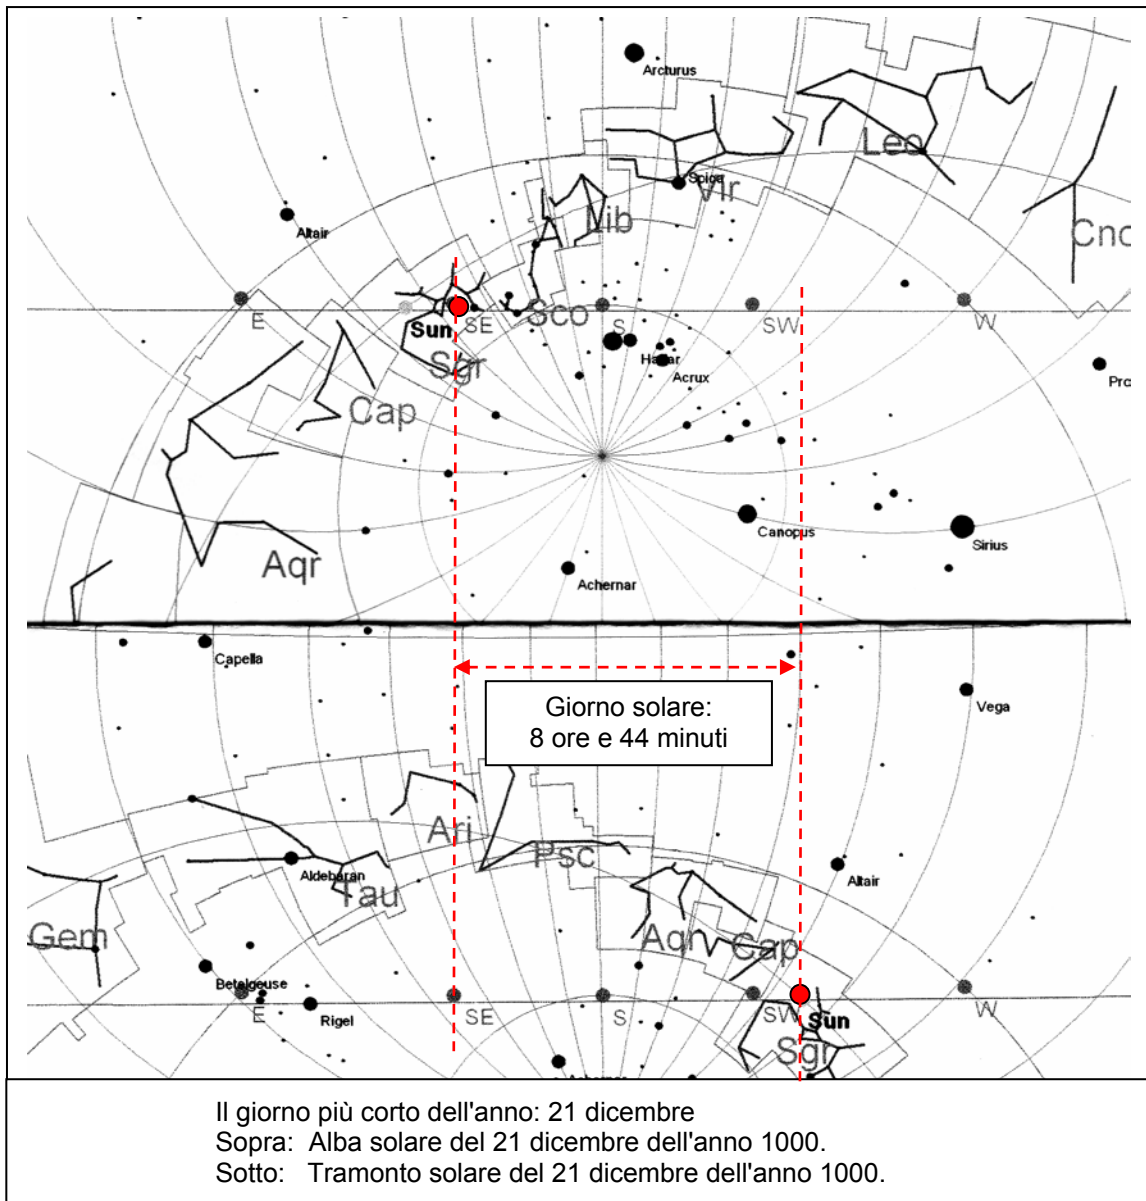 Arcturus
Leo
Spica
Vir
Lib
Altair
Cnc
E
Sun
SE
Sco
S
SW
W
Hadar
Acrux
Sgr
Cap
Canopus
Sirius
Aqr
Achernar
Capella
Vega
Giorno solare:
8 ore e 44 minuti
Ari
Psc
Aldebaran
Tau
Altair
Gem
Aqr
Cap
Betelgeuse
E
Rigel
SE
S
SW
Sun
W
Sgr
Il giorno più corto dell'anno: 21 dicembre
Sopra: Alba solare del 21 dicembre dell'anno 1000.
Sotto: Tramonto solare del 21 dicembre dell'anno 1000.